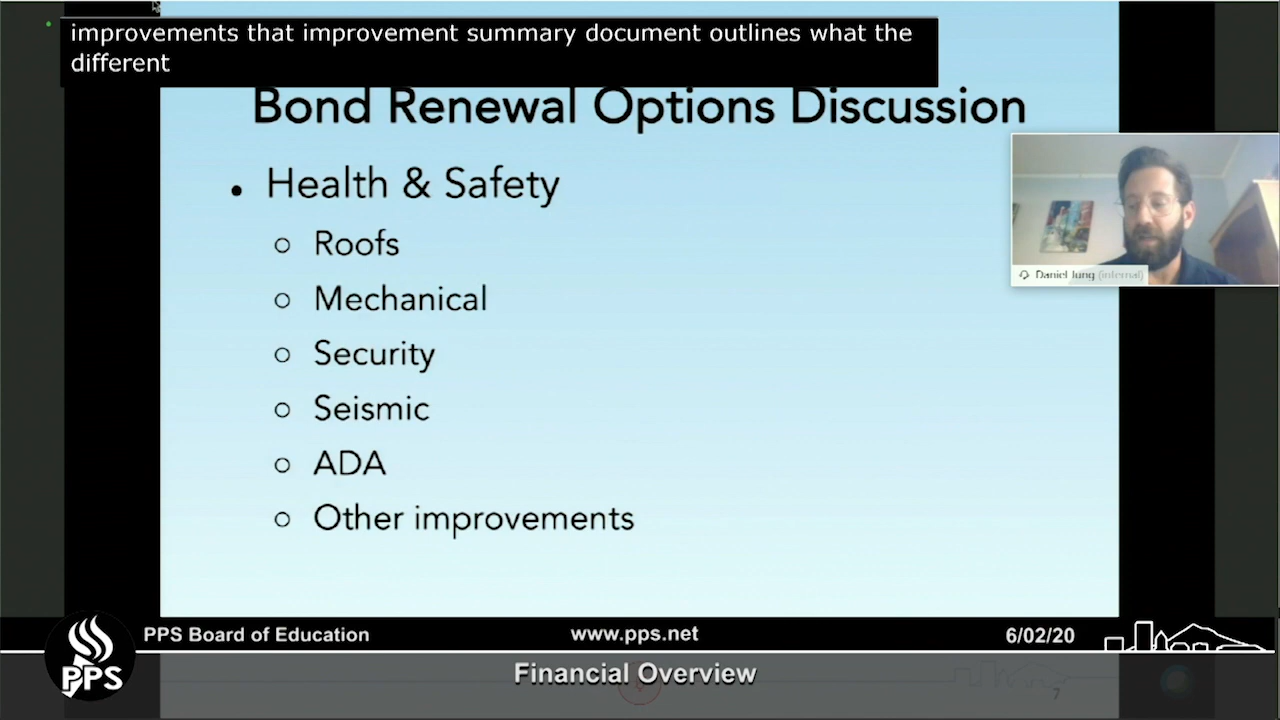 improvements that improvement summary document outlines what the
different
Bond Renewal Options Discussion
• Health & Safety
○ Roofs
○ Mechanical
○ Security
○ Seismic
○ ADA
○ Other improvements
Daniel Jung (internal)
PPS Board of Education
www.pps.net
6/02/20
PPS
Financial Overview
7